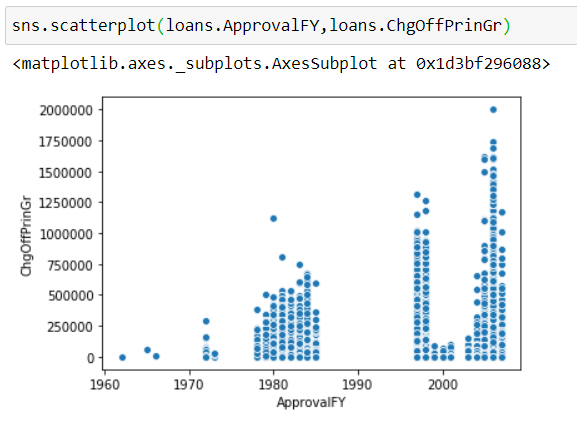 sns.scatterplot(loans.ApprovalFY,loans.ChgOffPrinGr)
<matplotlib.axes._subplots.AxesSubplot at 0x1d3bf296088>
2000000
1750000
1500000
1250000
1000000
750000
500000
250000
0
ChgOffPrinGr
1960 1970 1980 1990 2000
ApprovalFY